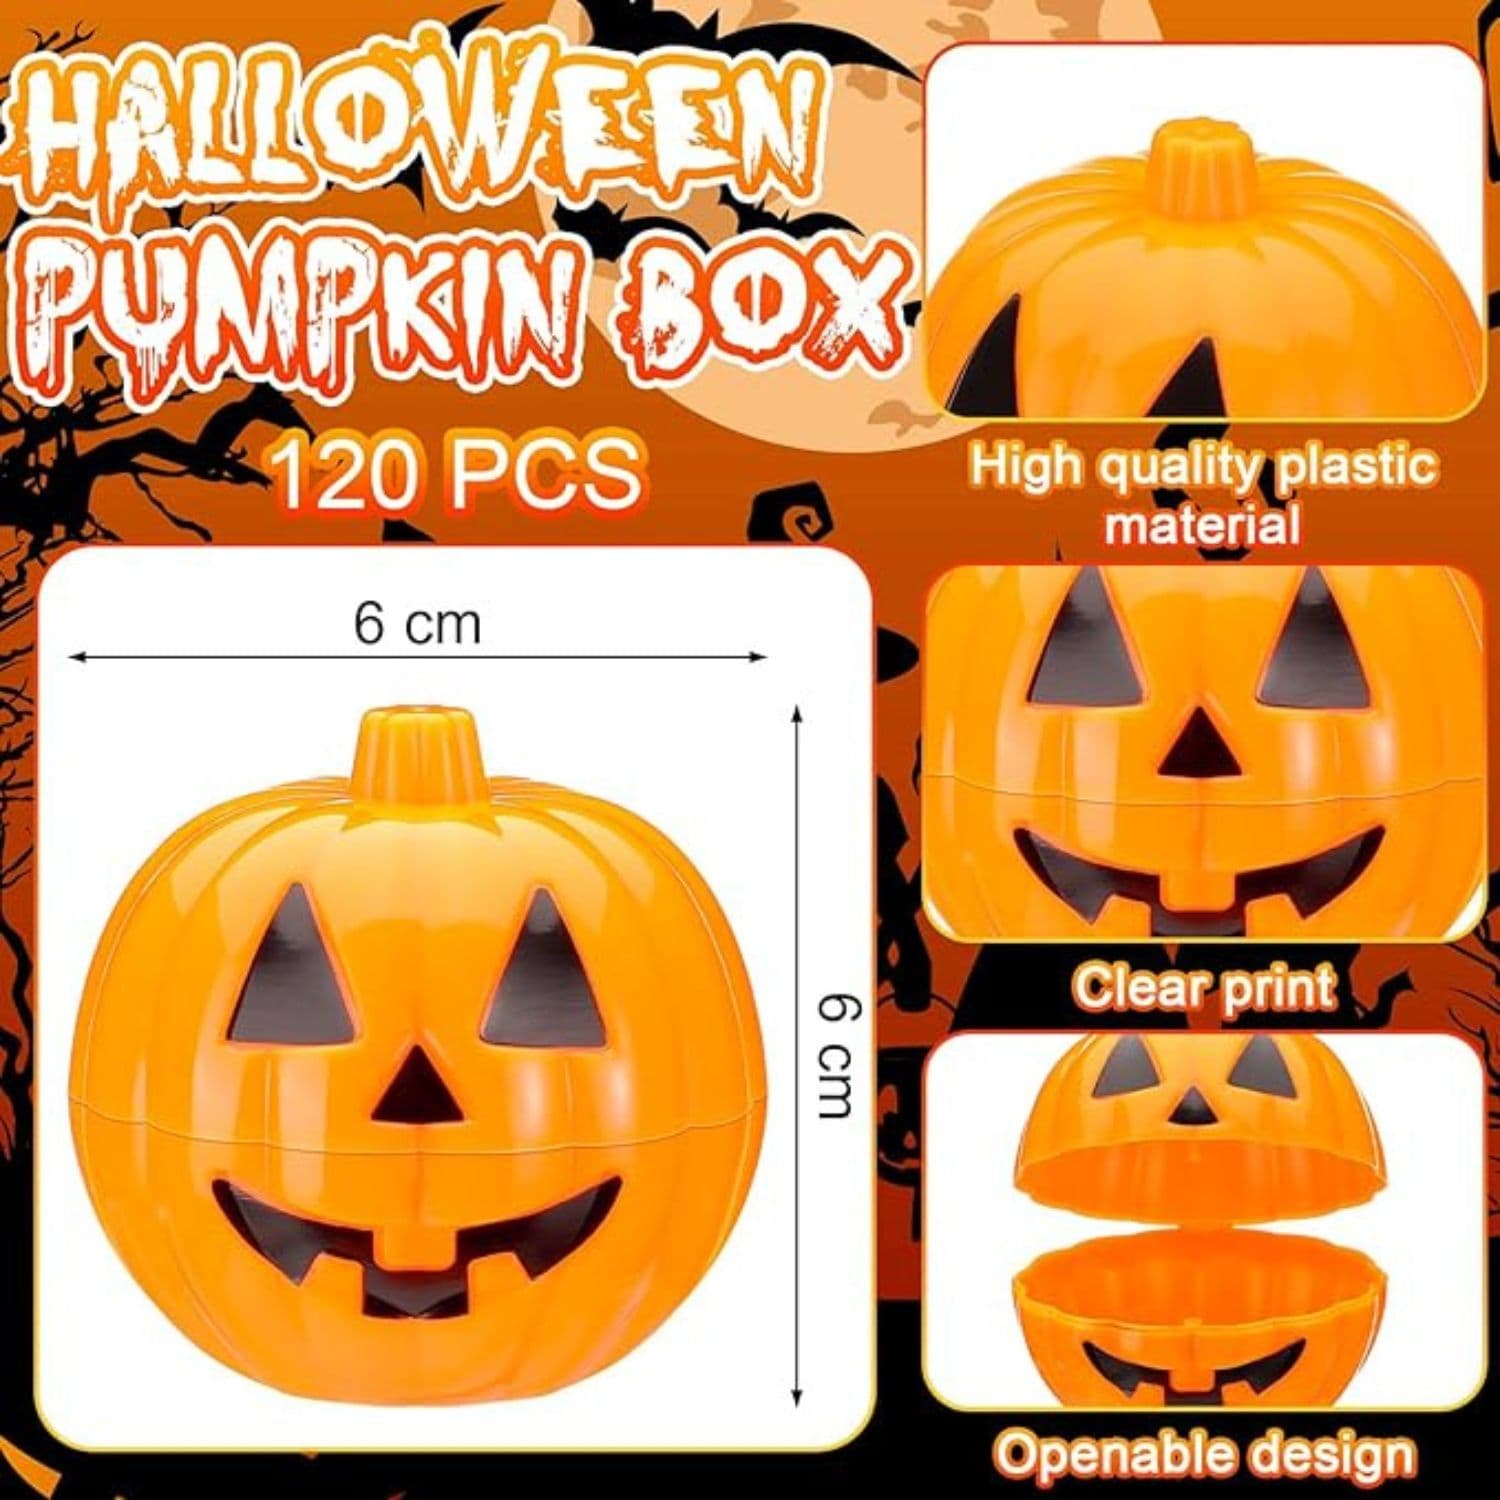 HALLOWEEN
PUMPKIN BOX
120 PCS
6 cm
6 cm
High quality plastic
material
Clear print
Openable design